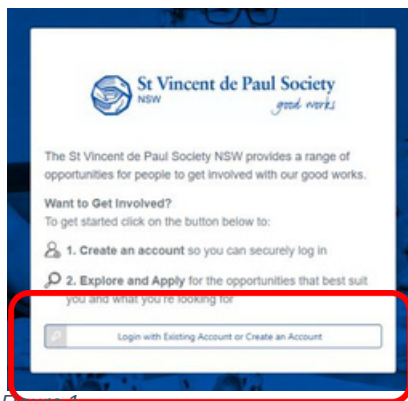 St Vincent de Paul Society
NSW
good works
The St Vincent de Paul Society NSW provides a range of
opportunities for people to get involved with our good works.
Want to Get Involved?
To get started click on the button below to:
1. Create an account so you can securely log in
2. Explore and Apply for the opportunities that best suit
you and what you're looking for
Login with Existing Account or Create an Account
Figure 1